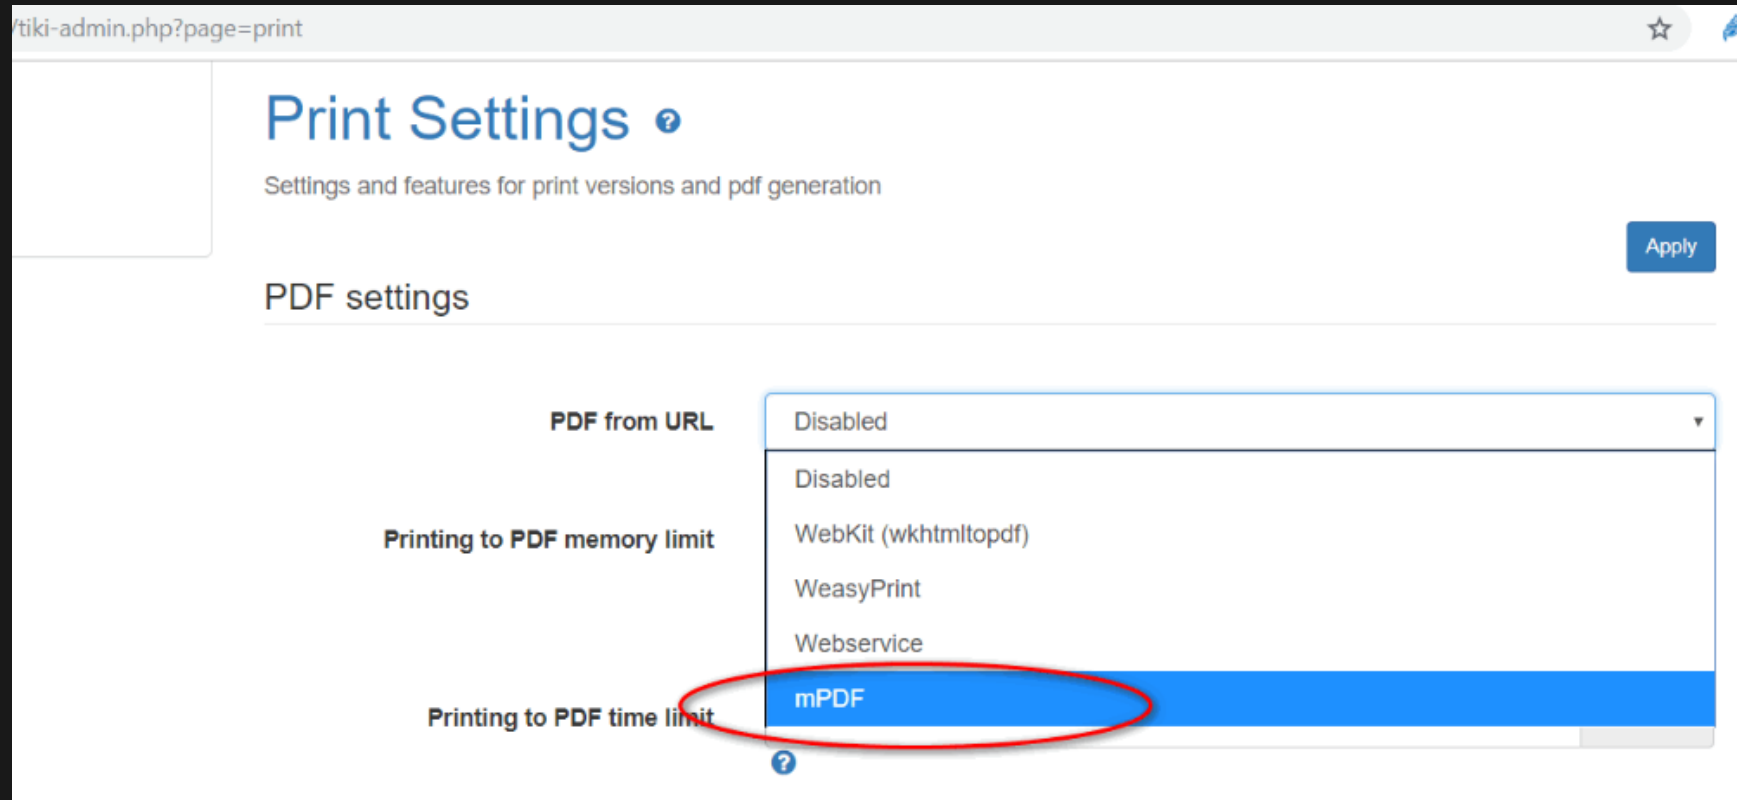 /tiki-admin.php?page=print
Print Settings
Settings and features for print versions and pdf generation
Apply
PDF settings
PDF from URL
Disabled
Disabled
Printing to PDF memory limit
WebKit (wkhtmltopdf)
WeasyPrint
Webservice
mPDF
Printing to PDF time limit